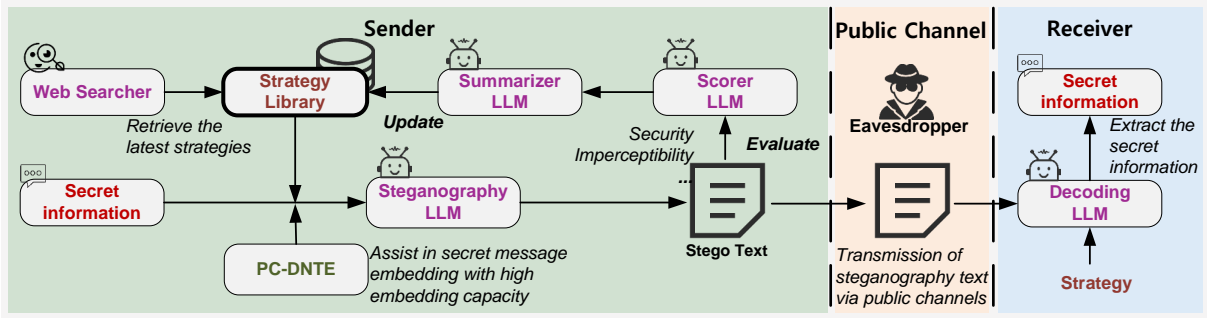 Sender
Public Channel
Receiver
Web Searcher
Strategy
Library
Summarizer
LLM
Scorer
LLM
Update
Retrieve the
latest strategies
Security
Imperceptibility
...
Evaluate
Secret
information
Steganography
LLM
Stego Text
PC-DNTE
Assist in secret message
embedding with high
embedding capacity
Eavesdropper
Transmission of
steganography text
via public channels
Secret
information
Extract the
secret
information
Decoding
LLM
Strategy